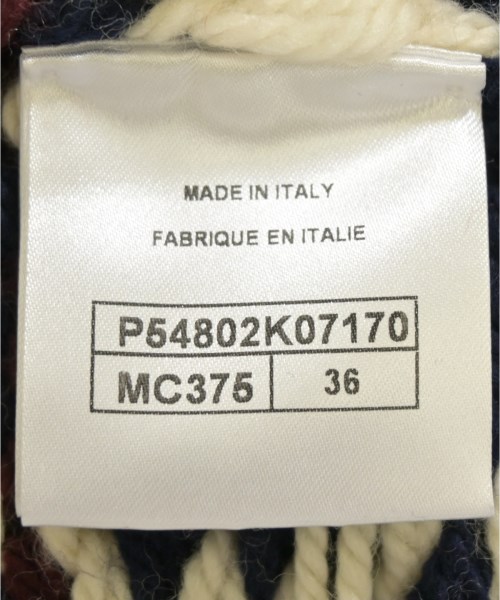 MADE IN ITALY
FABRIQUE EN ITALIE
P54802K07170
MC375 36